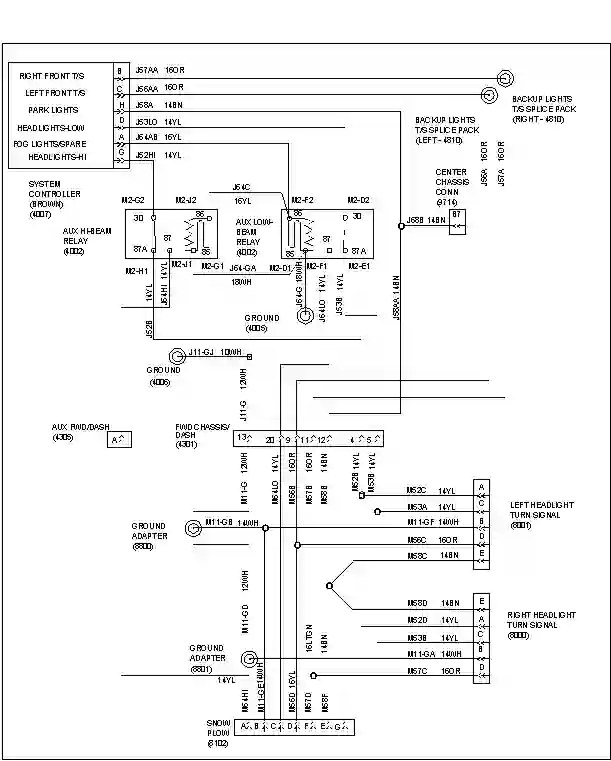 RIGHT FRONT T/S B J57AA 16OR
LEFT FRONT T/S C J56AA 16OR
PARK LIGHTS H J58A 14BN
HEADLIGHTS-LOW D J53LO 14YL
FOG LIGHTS/SPARE A J54AB 16YL
HEADLIGHTS-HI G J52HI 14YL
BACKUP LIGHTS
T/S SPLICE PACK
(RIGHT - 4810)
BACKUP LIGHTS
T/S SPLICE PACK
(LEFT - 4810)
J56A 16OR
J57A 16OR
CENTER
CHASSIS
CONN
(9714)
J68B 14BN B7
SYSTEM
CONTROLLER
(BROWN)
(4007)
J54C
16YL
M2-G2 M2-J2 M2-F2 M2-D2
30 86 86 30
AUX HI-BEAM
RELAY
(4002)
AUX LOW-
BEAM
RELAY
(4002)
87A 87 85 85 87 87A
M2-H1 M2-J1 M2-G1 J54-GA M2-D1 M2-F1 M2-E1
18WH
14YL
J52B
J54HI 14YL
J54-G 18WH
J54LO 14YL
J53B 14YL
J58AA 14BN
GROUND
(4005)
J11-GJ 10WH
GROUND
(4006)
12WH
J11-G
AUX FWD/DASH
(4305)
A
FWD CHASSIS/
DASH
(4301)
13 20 9 11 12 4 5
M11-G 12WH
M54LO 14YL
M56B 16OR
M57B 16OR
M58B 14BN
M52B 14YL
M53B 14YL
M52C 14YL A
M53A 14YL C
M11-GF 14WH B
M56C 16OR D
M58C 14BN E
LEFT HEADLIGHT
TURN SIGNAL
(8001)
GROUND
ADAPTER
(8800)
M11-GB 14WH
12WH
M11-GD
16LTGN
14BN
M58D 14BN E
M52D 14YL A
M53B 14YL C
M11-GA 14WH B
M57C 16OR D
RIGHT HEADLIGHT
TURN SIGNAL
(8000)
GROUND
ADAPTER
(8801)
14YL
M54HI
M11-GE 14WH
M56D 16YL
M57D
M58F
SNOW
PLOW
(8102)
A B C D F E G